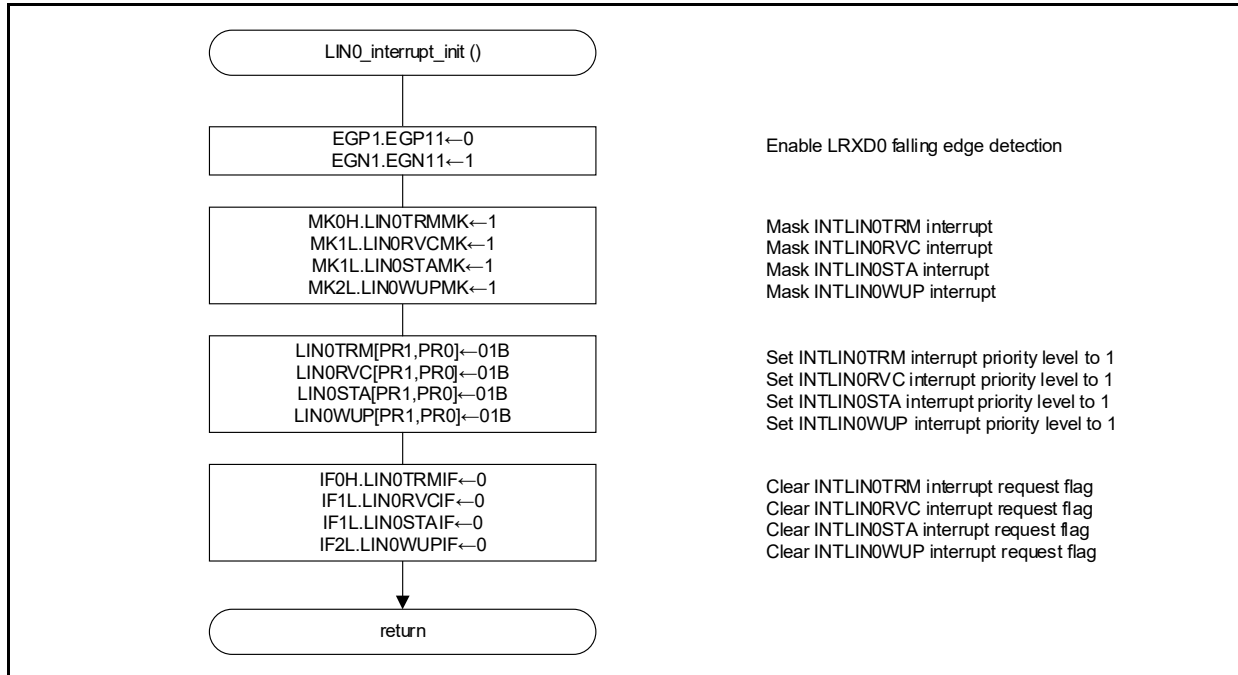 LIN0_interrupt_init ()
EGP1.EGP11←0
EGN1.EGN11←1
Enable LRXD0 falling edge detection
MK0H.LIN0TRMMK←1
MK1L.LIN0RVCMK←1
MK1L.LIN0STAMK←1
MK2L.LIN0WUPMK←1
Mask INTLIN0TRM interrupt
Mask INTLIN0RVC interrupt
Mask INTLIN0STA interrupt
Mask INTLIN0WUP interrupt
LIN0TRM[PR1,PR0]←01B
LIN0RVC[PR1,PR0]←01B
LIN0STA[PR1,PR0]←01B
LIN0WUP[PR1,PR0]←01B
Set INTLIN0TRM interrupt priority level to 1
Set INTLIN0RVC interrupt priority level to 1
Set INTLIN0STA interrupt priority level to 1
Set INTLIN0WUP interrupt priority level to 1
IF0H.LIN0TRMIF←0
IF1L.LIN0RVCIF←0
IF1L.LIN0STAIF←0
IF2L.LIN0WUPIF←0
Clear INTLIN0TRM interrupt request flag
Clear INTLIN0RVC interrupt request flag
Clear INTLIN0STA interrupt request flag
Clear INTLIN0WUP interrupt request flag
return